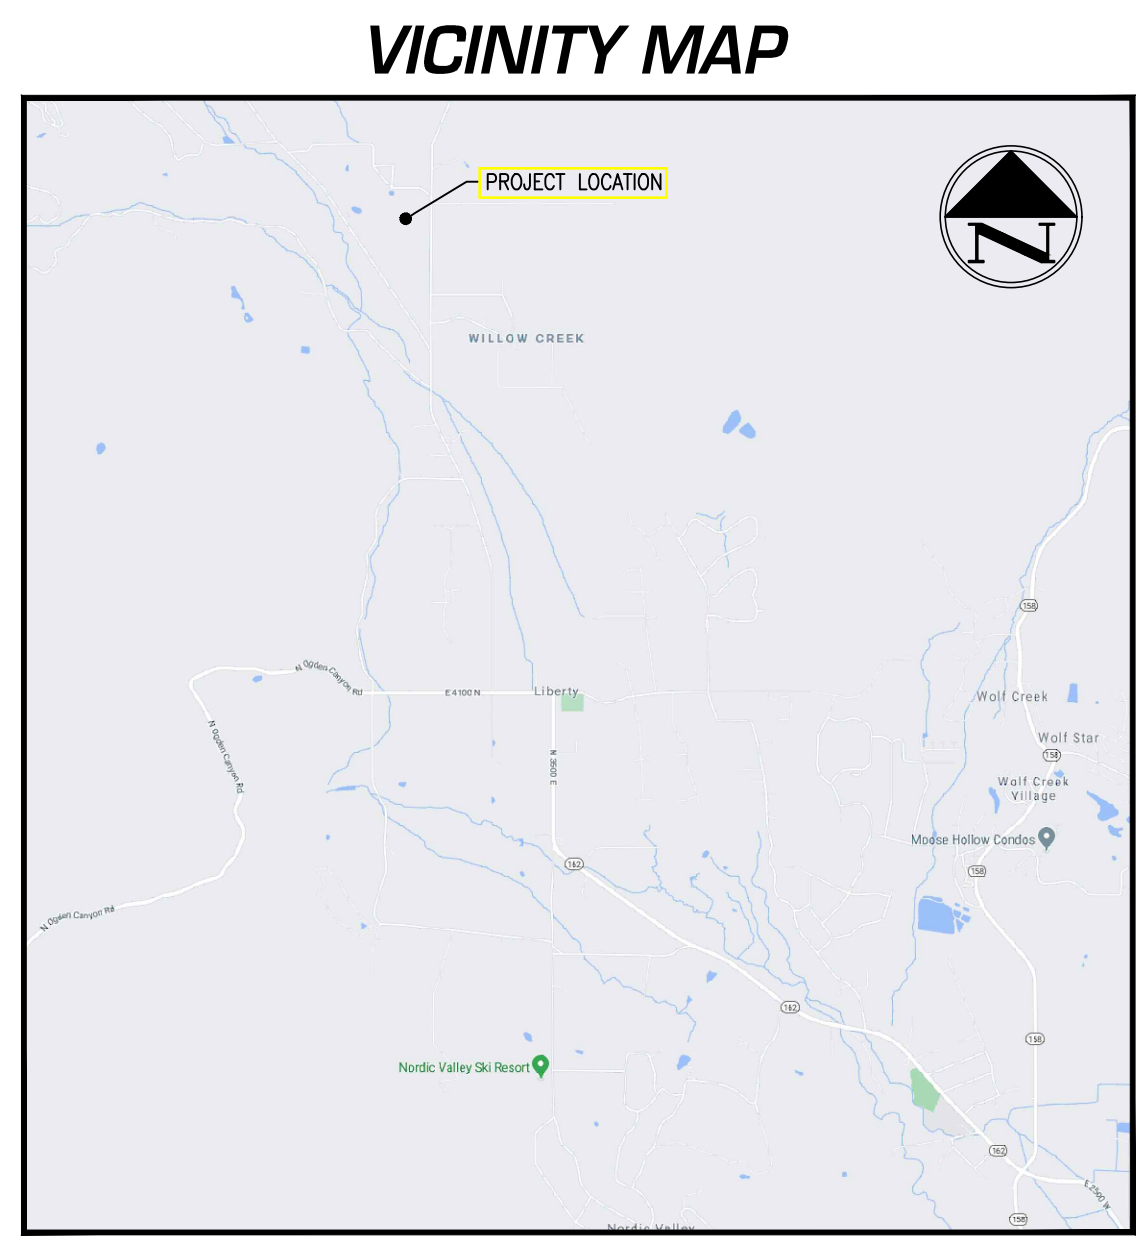 VICINITY MAP
PROJECT LOCATION
N
WILLOW CREEK
158
N Ogden Canyon Rd
E 4100 N
Liberty
Wolf Creek
N Ogden Canyon Rd
N 3500 E
Wolf Star
158
Wolf Creek
Village
Moose Hollow Condos
162
158
N Ogden Canyon Rd
162
158
Nordic Valley Ski Resort
162
E 2500 N
158
Nordic Valley